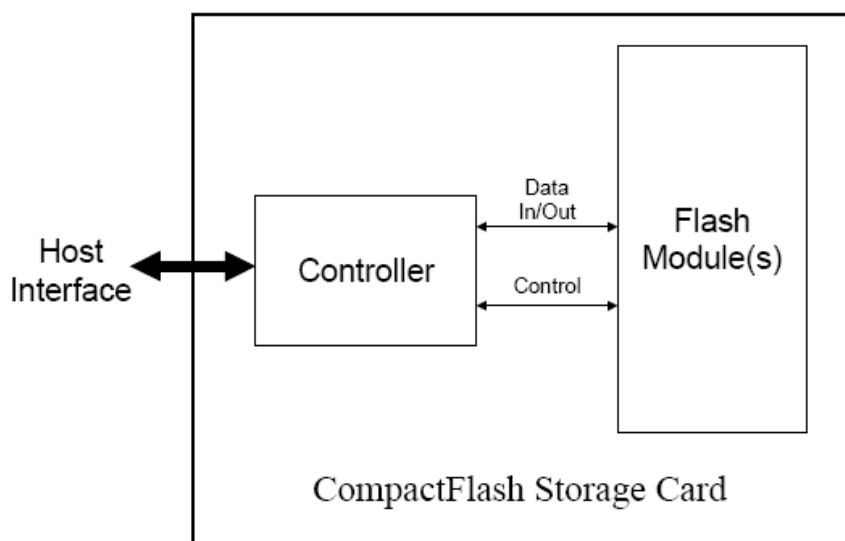 Host
Interface
Controller
Data
In/Out
Control
Flash
Module(s)
CompactFlash Storage Card